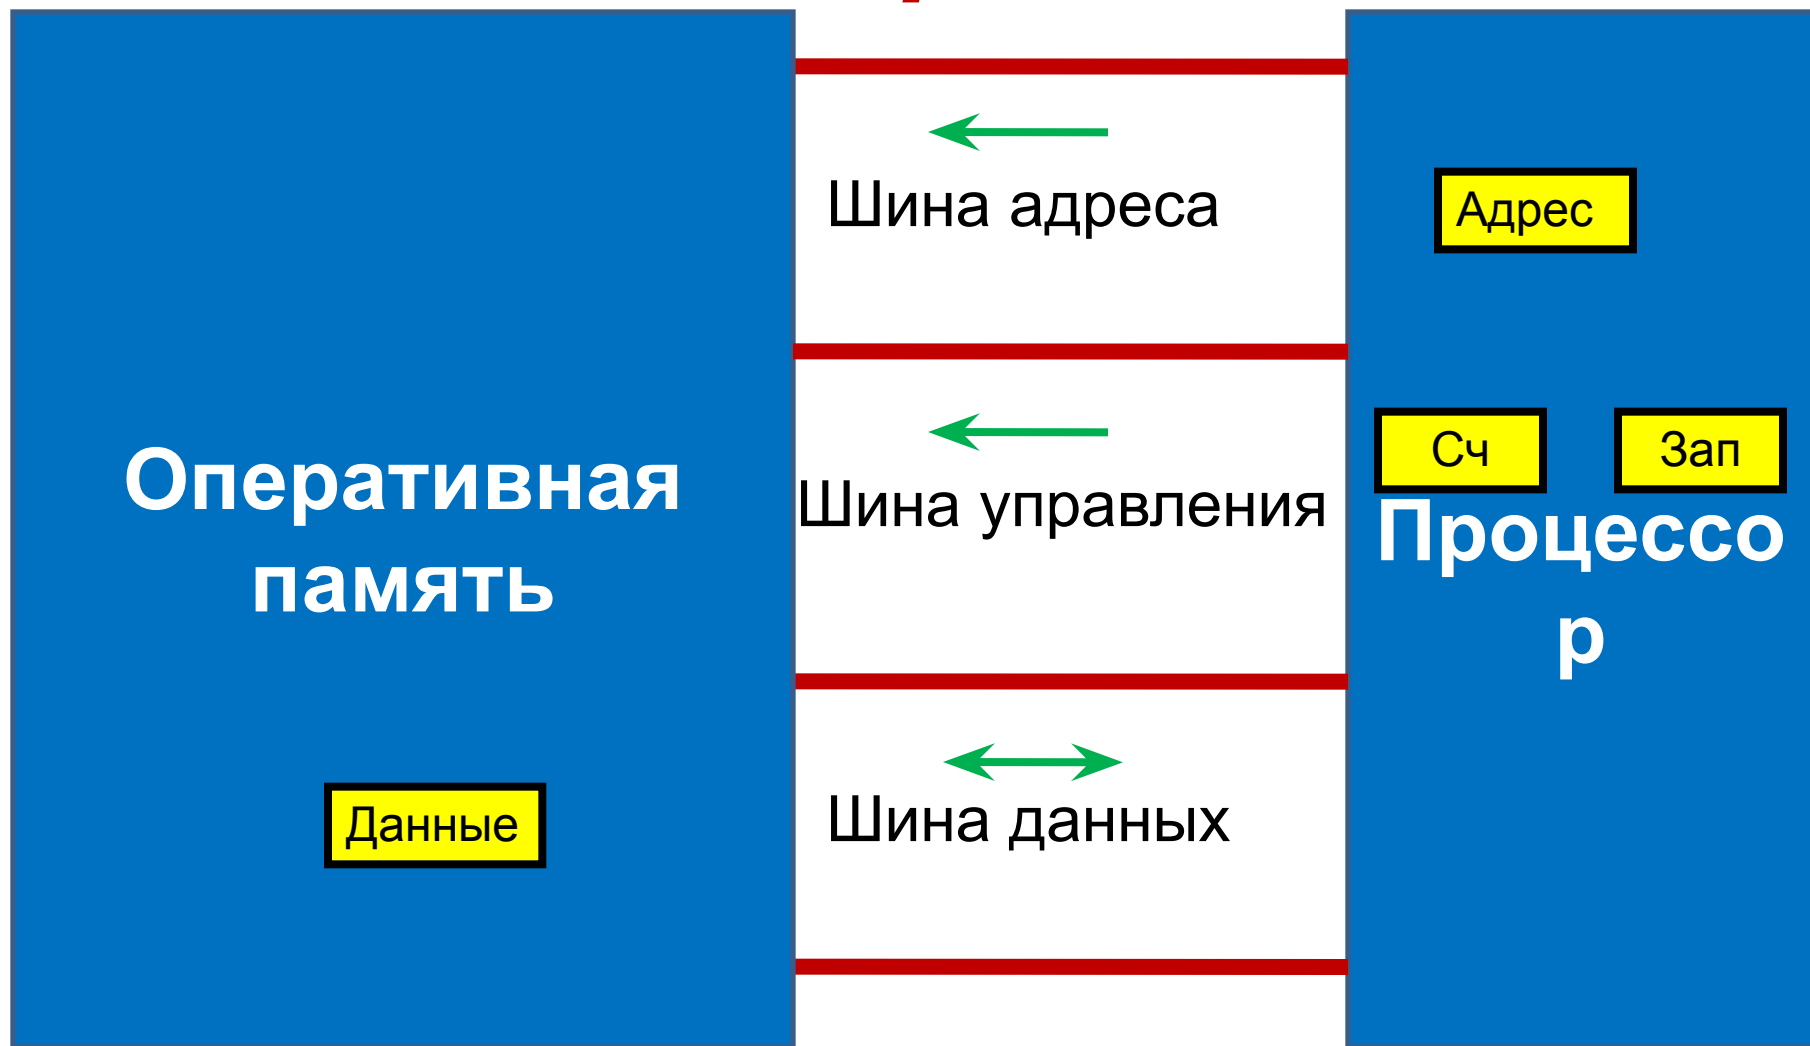 Шина адреса
Адрес
Сч
Зап
Оперативная
память
Шина управления
Процессо
р
Данные
Шина данных